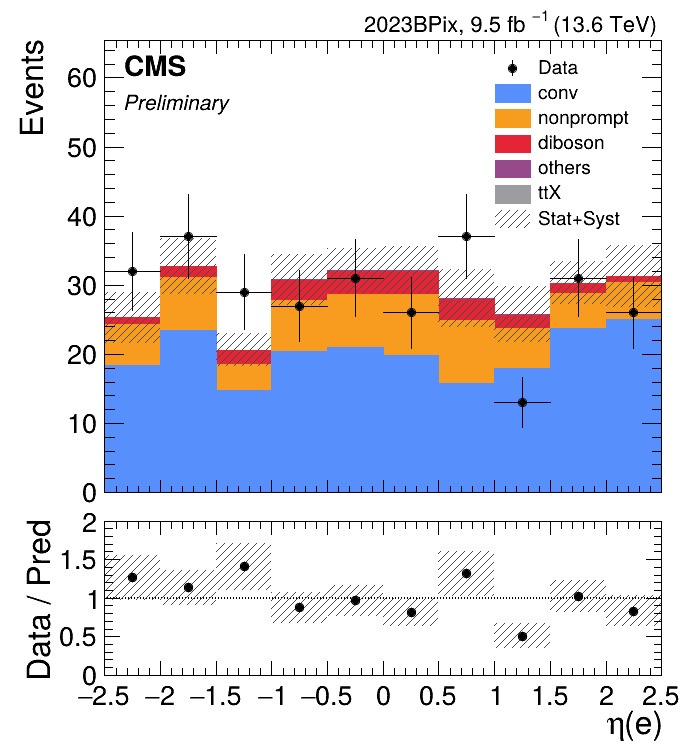 2023BPix, 9.5 fb⁻¹ (13.6 TeV)
Events
CMS
Preliminary
Data
conv
nonprompt
diboson
others
ttX
Stat+Syst
60
50
40
30
20
10
0
Data / Pred
2
1.5
1
0.5
0
−2.5 −2 −1.5 −1 −0.5 0 0.5 1 1.5 2 2.5
η(e)